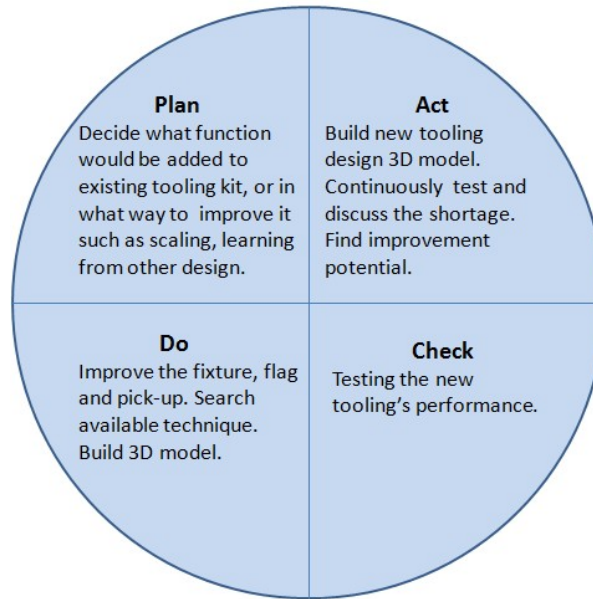 Plan
Decide what function
would be added to
existing tooling kit, or in
what way to improve it
such as scaling, learning
from other design.
Act
Build new tooling
design 3D model.
Continuously test and
discuss the shortage.
Find improvement
potential.
Do
Improve the fixture, flag
and pick-up. Search
available technique.
Build 3D model.
Check
Testing the new
tooling’s performance.